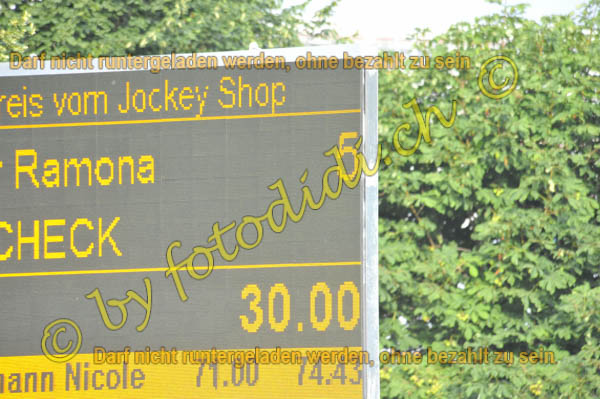 Darf nicht runtergeladen werden, ohne bezahlt zu sein.
reis vom Jockey Shop
r Ramona 5
CHECK
© by fotodidi.ch ©
30.00
Darf nicht runtergeladen werden, ohne bezahlt zu sein.
mann Nicole 71.00 74.43